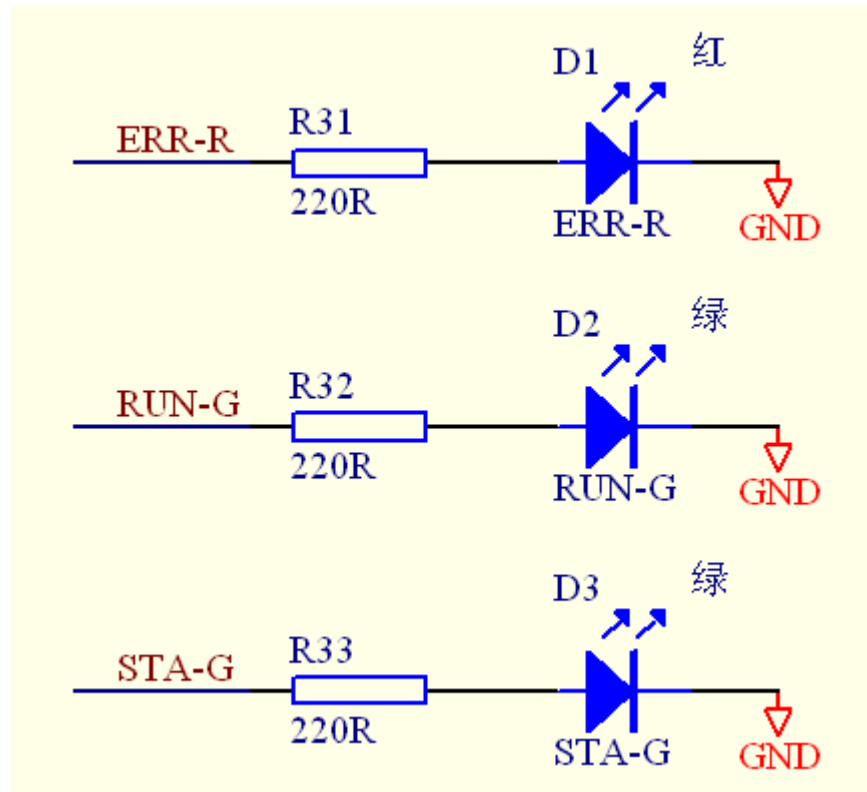 D1 红
R31
ERR-R
220R
ERR-R
GND
D2 绿
R32
RUN-G
220R
RUN-G
GND
D3 绿
R33
STA-G
220R
STA-G
GND